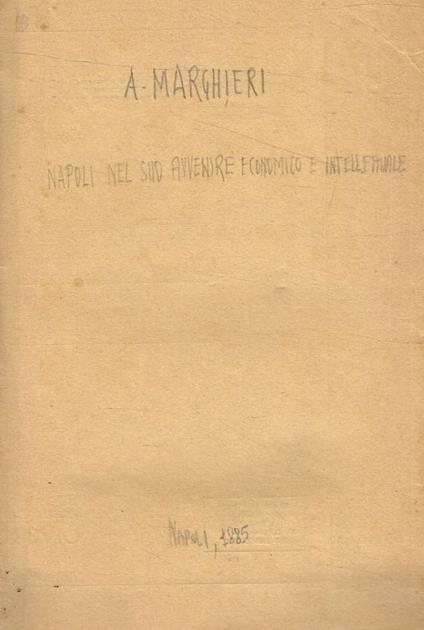 A. MARGHIERI
NAPOLI NEL SUO AVVENIRE ECONOMICO E INTELLETTUALE
NAPOLI, 1885